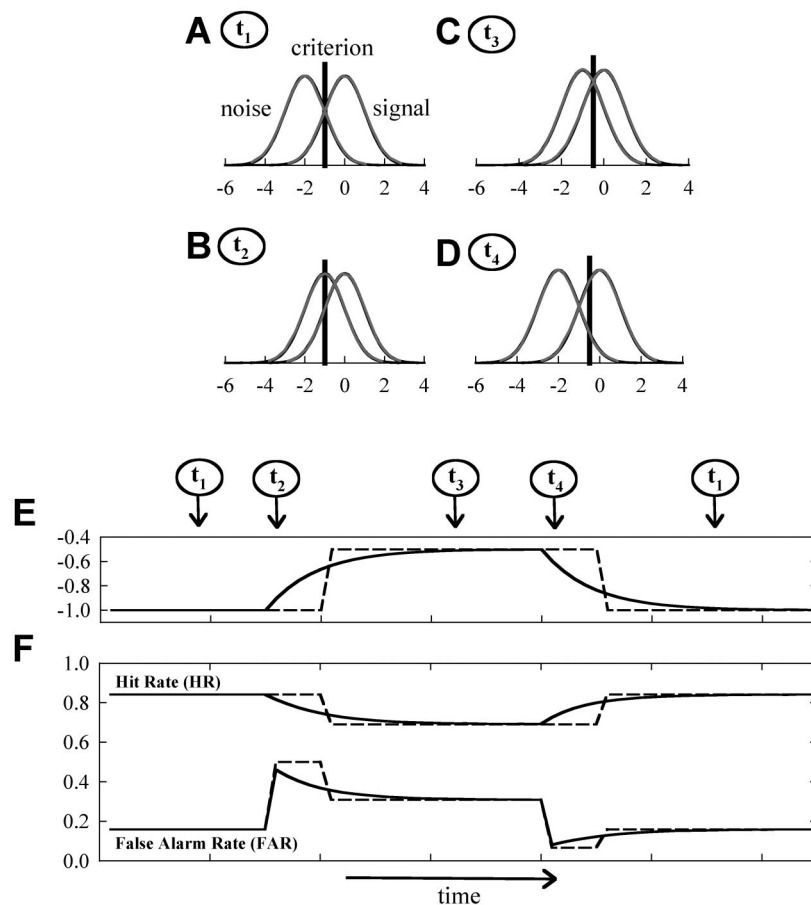 A t1
criterion
noise signal
-6 -4 -2 0 2 4
C t3
-6 -4 -2 0 2 4
B t2
-6 -4 -2 0 2 4
D t4
-6 -4 -2 0 2 4
t1 t2 t3 t4 t1
E
-0.4
-0.6
-0.8
-1.0
F
1.0
Hit Rate (HR)
0.8
0.6
0.4
0.2
False Alarm Rate (FAR)
0.0
time